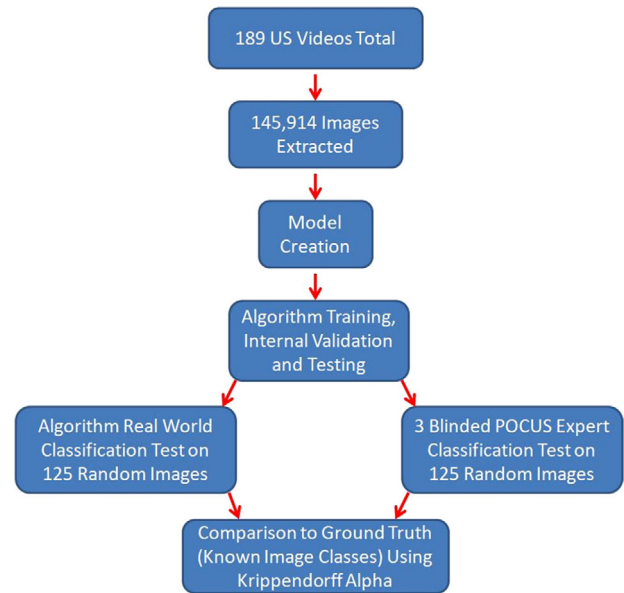 189 US Videos Total
145,914 Images
Extracted
Model
Creation
Algorithm Training,
Internal Validation
and Testing
Algorithm Real World
Classification Test on
125 Random Images
3 Blinded POCUS Expert
Classification Test on
125 Random Images
Comparison to Ground Truth
(Known Image Classes) Using
Krippendorff Alpha